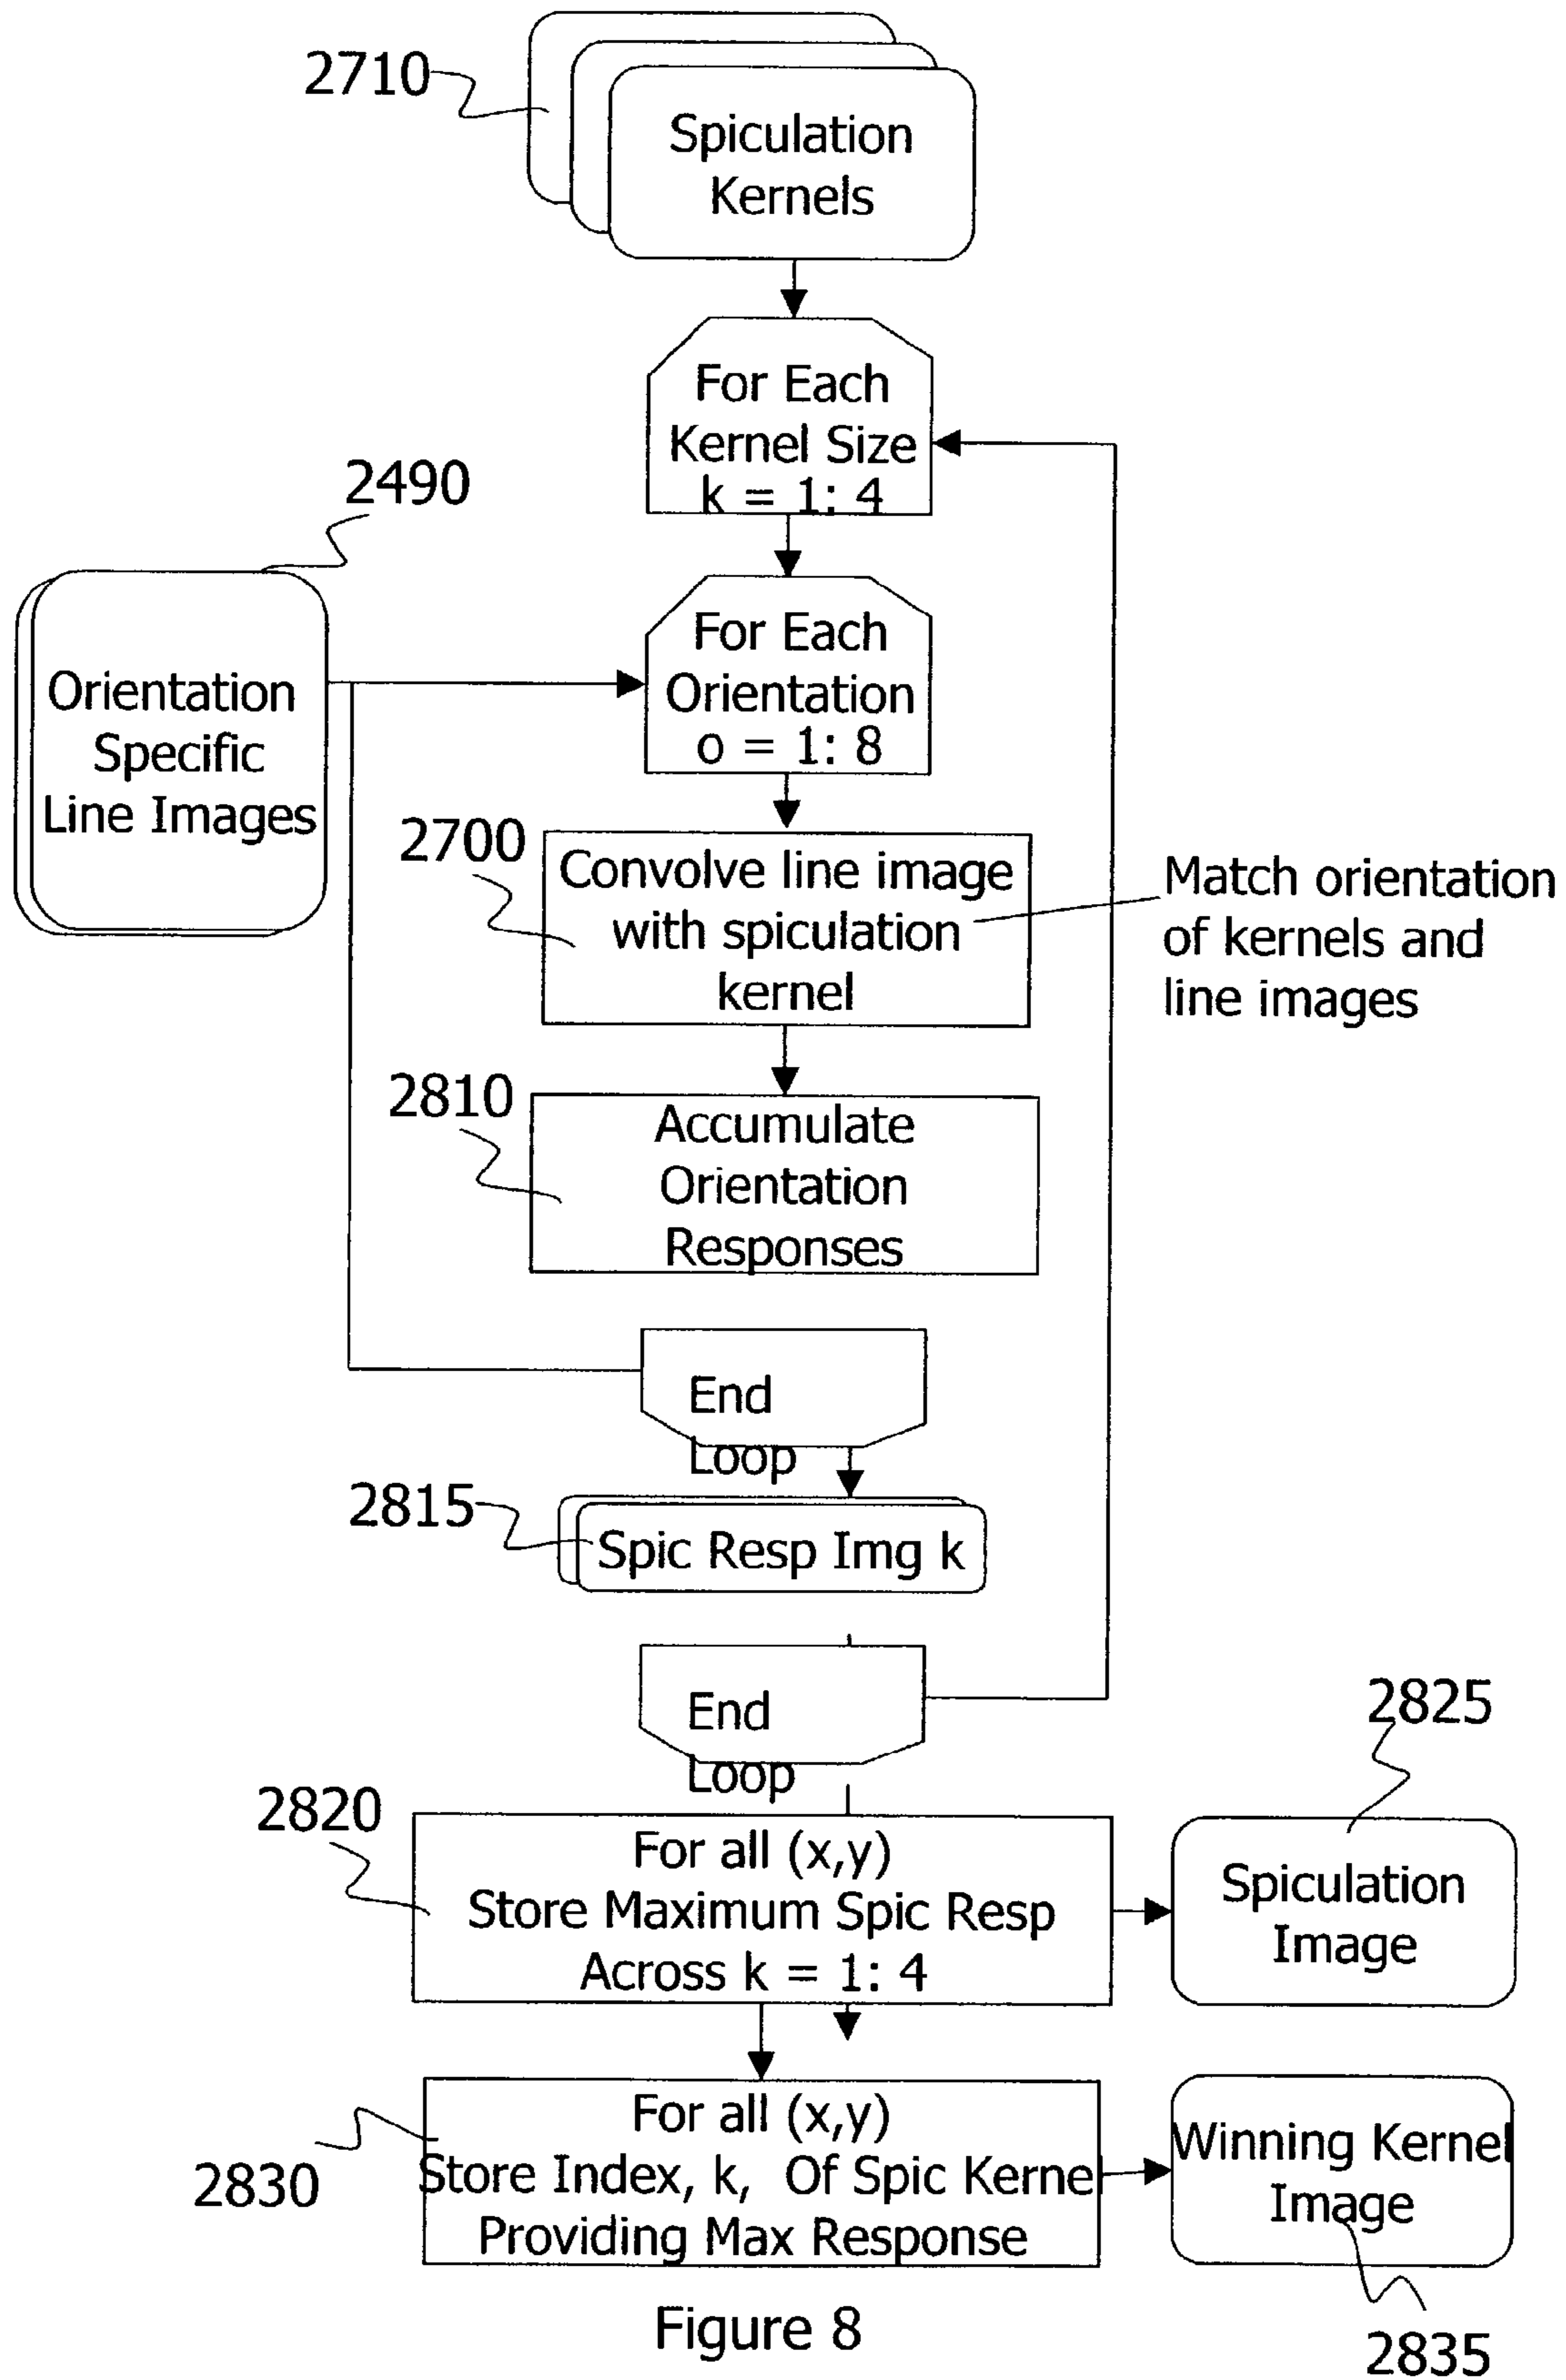 2710
Spiculation
Kernels
For Each
Kernel Size
k = 1: 4
2490
Orientation
Specific
Line Images
For Each
Orientation
o = 1: 8
2700
Convolve line image
with spiculation
kernel
Match orientation
of kernels and
line images
2810
Accumulate
Orientation
Responses
End
Loop
2815
Spic Resp Img k
End
Loop
2820
For all (x,y)
Store Maximum Spic Resp
Across k = 1: 4
2825
Spiculation
Image
2830
For all (x,y)
Store Index, k, Of Spic Kernel
Providing Max Response
Winning Kernel
Image
2835
Figure 8